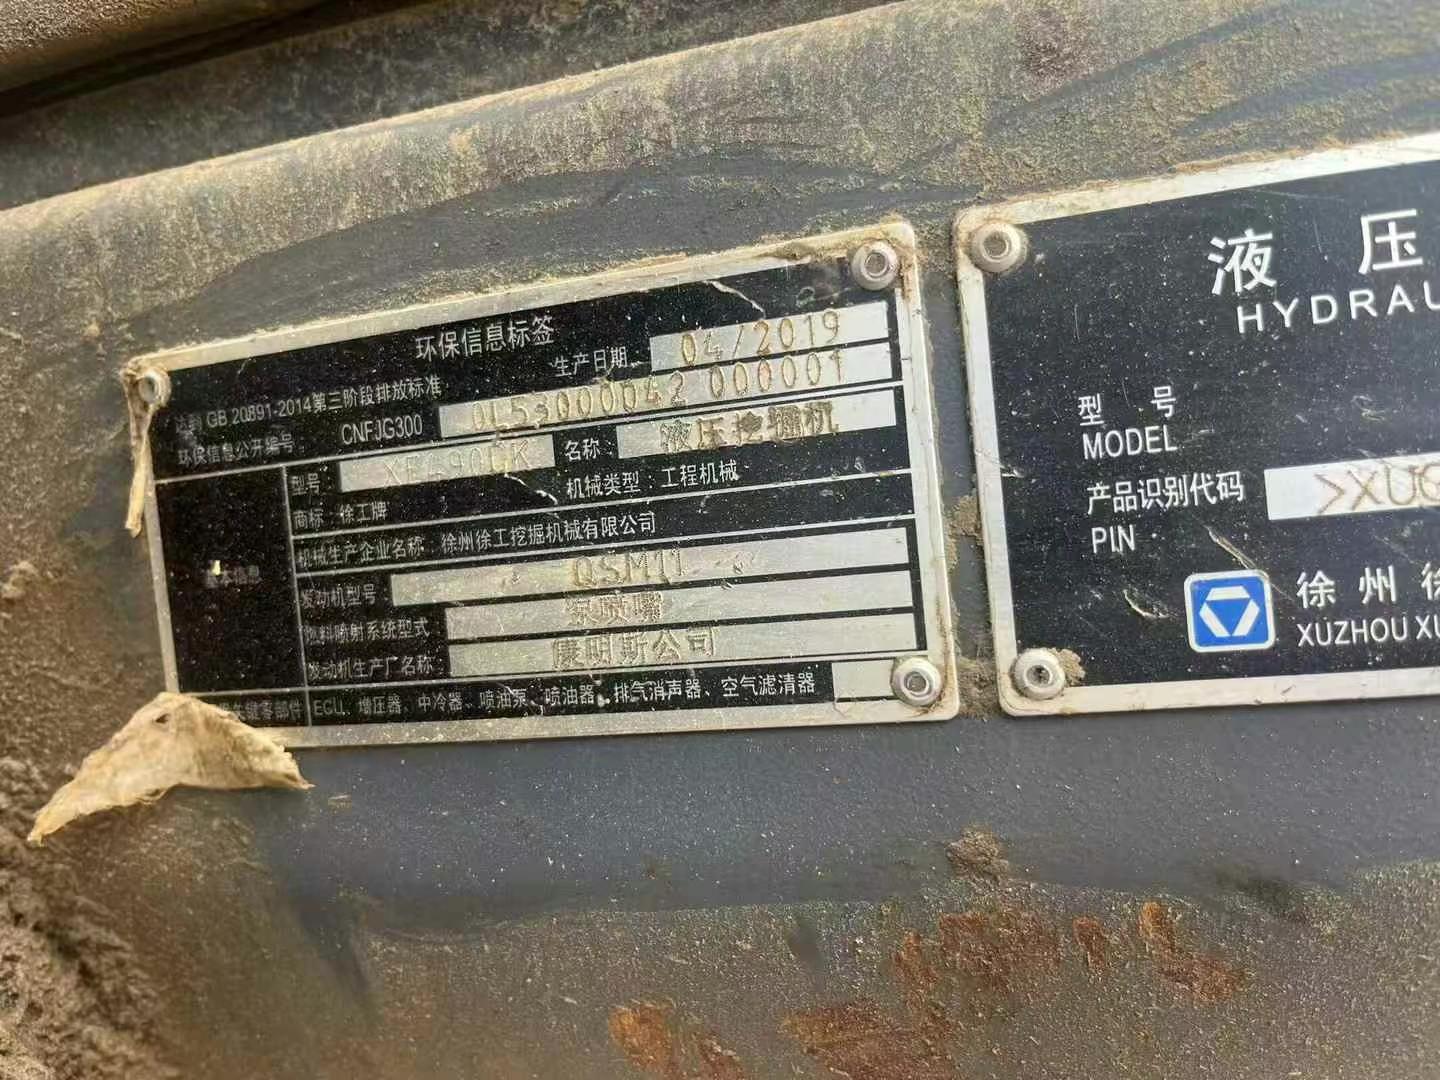 环保信息标签
生产日期 04/2019
达到 GB 20891-2014第三阶段排放标准
环保信息公开编号 CNFJG300 0L53000042 000001
型号 XE490DK 名称 液压挖掘机
商标 徐工牌 机械类型：工程机械
基本信息
机械生产企业名称 徐州徐工挖掘机械有限公司
发动机型号 QSM11
燃料喷射系统型式 泵喷嘴
发动机生产厂名称 康明斯公司
零部件 ECU、增压器、中冷器、喷油泵、喷油器、排气消声器、空气滤清器
液 压
HYDRAU
型 号
MODEL
产品识别代码 >XUG
PIN
徐 州 徐
XUZHOU XU